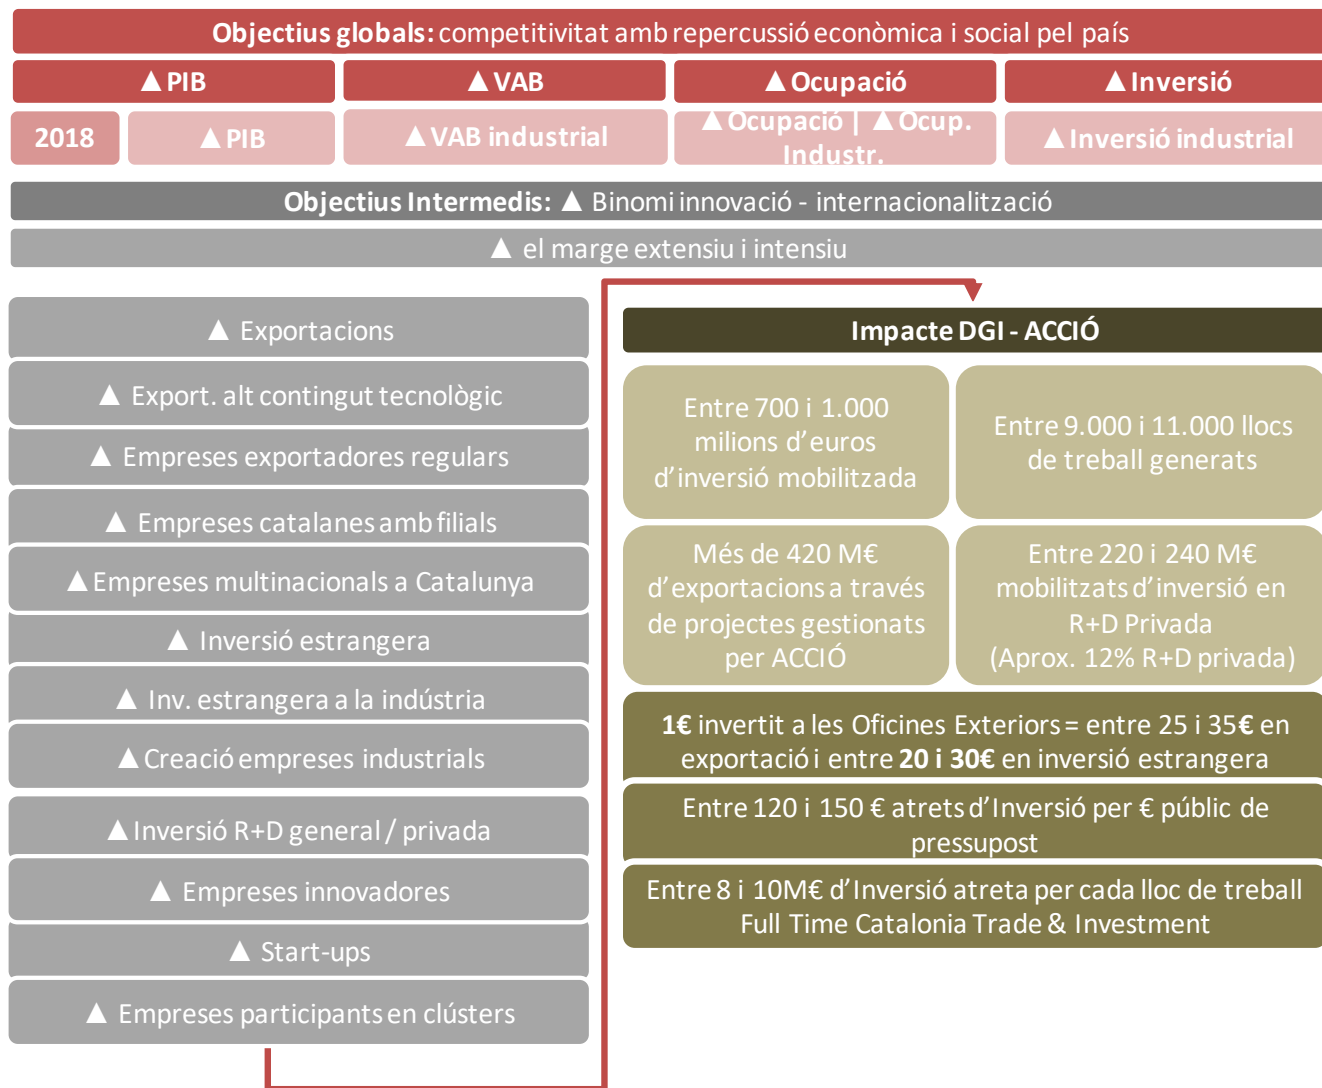 Objectius globals: competitivitat amb repercussió econòmica i social pel país
▲ PIB
▲ VAB
▲ Ocupació
▲ Inversió
2018
▲ PIB
▲ VAB industrial
▲ Ocupació | ▲ Ocup.
Industr.
▲ Inversió industrial
Objectius Intermedis: ▲ Binomi innovació - internacionalització
▲ el marge extensiu i intensiu
▲ Exportacions
▲ Export. alt contingut tecnològic
▲ Empreses exportadores regulars
▲ Empreses catalanes amb filials
▲ Empreses multinacionals a Catalunya
▲ Inversió estrangera
▲ Inv. estrangera a la indústria
▲ Creació empreses industrials
▲ Inversió R+D general / privada
▲ Empreses innovadores
▲ Start-ups
▲ Empreses participants en clústers
Impacte DGI - ACCIÓ
Entre 700 i 1.000
milions d’euros
d’inversió mobilitzada
Entre 9.000 i 11.000 llocs
de treball generats
Més de 420 M€
d’exportacions a través
de projectes gestionats
per ACCIÓ
Entre 220 i 240 M€
mobilitzats d’inversió en
R+D Privada
(Aprox. 12% R+D privada)
1€ invertit a les Oficines Exteriors = entre 25 i 35€ en
exportació i entre 20 i 30€ en inversió estrangera
Entre 120 i 150 € atrets d’Inversió per € públic de
pressupost
Entre 8 i 10M€ d’Inversió atreta per cada lloc de treball
Full Time Catalonia Trade & Investment